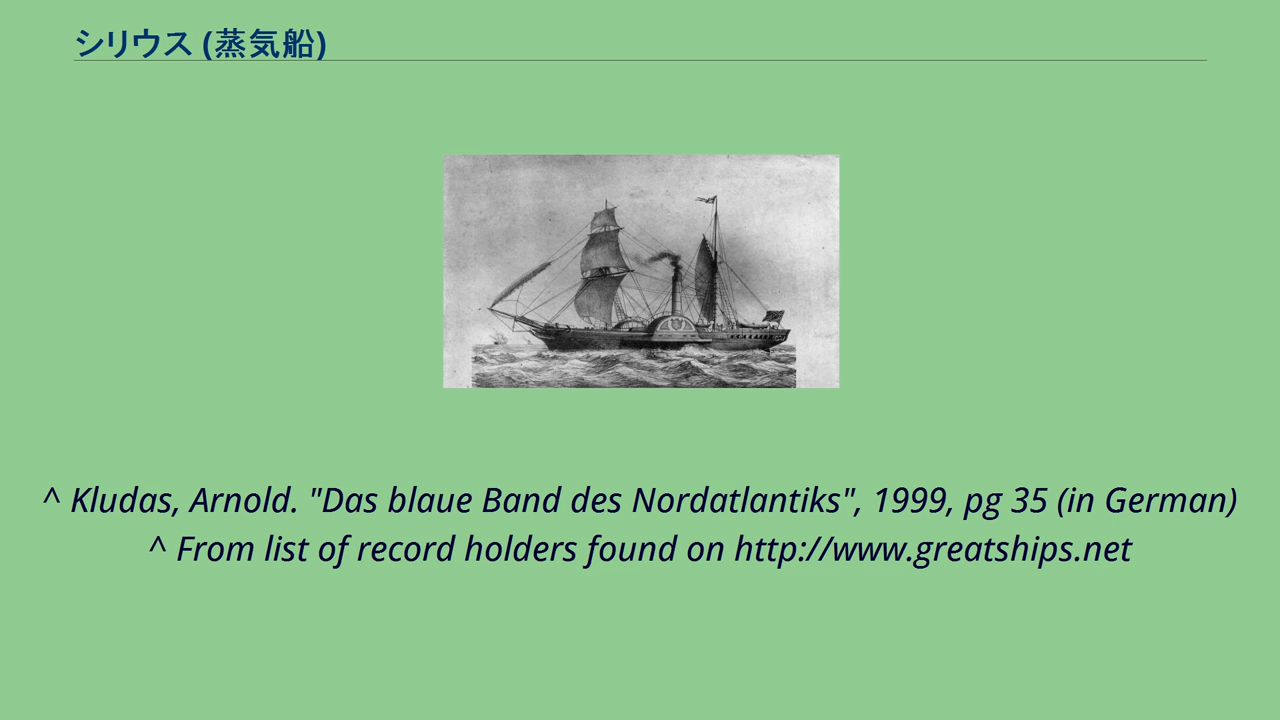 シリウス (蒸気船)
^ Kludas, Arnold. "Das blaue Band des Nordatlantiks", 1999, pg 35 (in German)
^ From list of record holders found on http://www.greatships.net